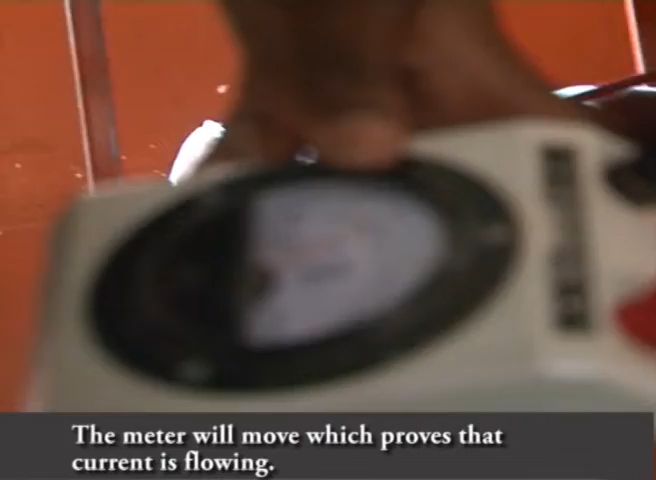 The meter will move which proves that
current is flowing.